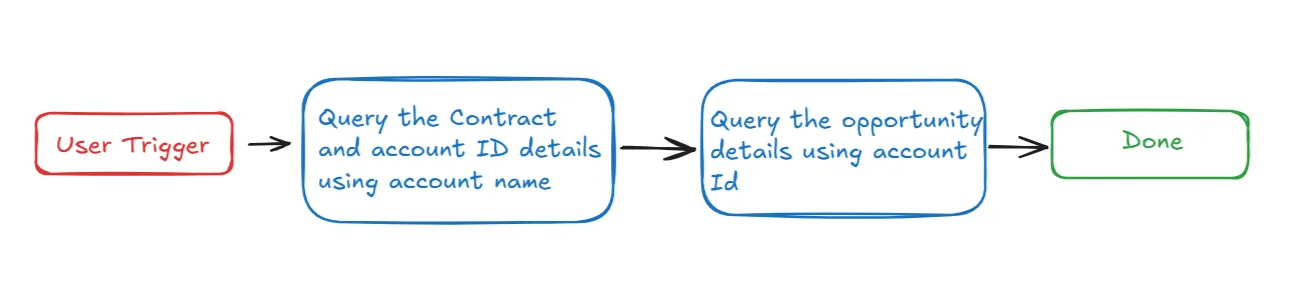 User Trigger
Query the Contract
and account ID details
using account name
Query the opportunity
details using account
Id
Done